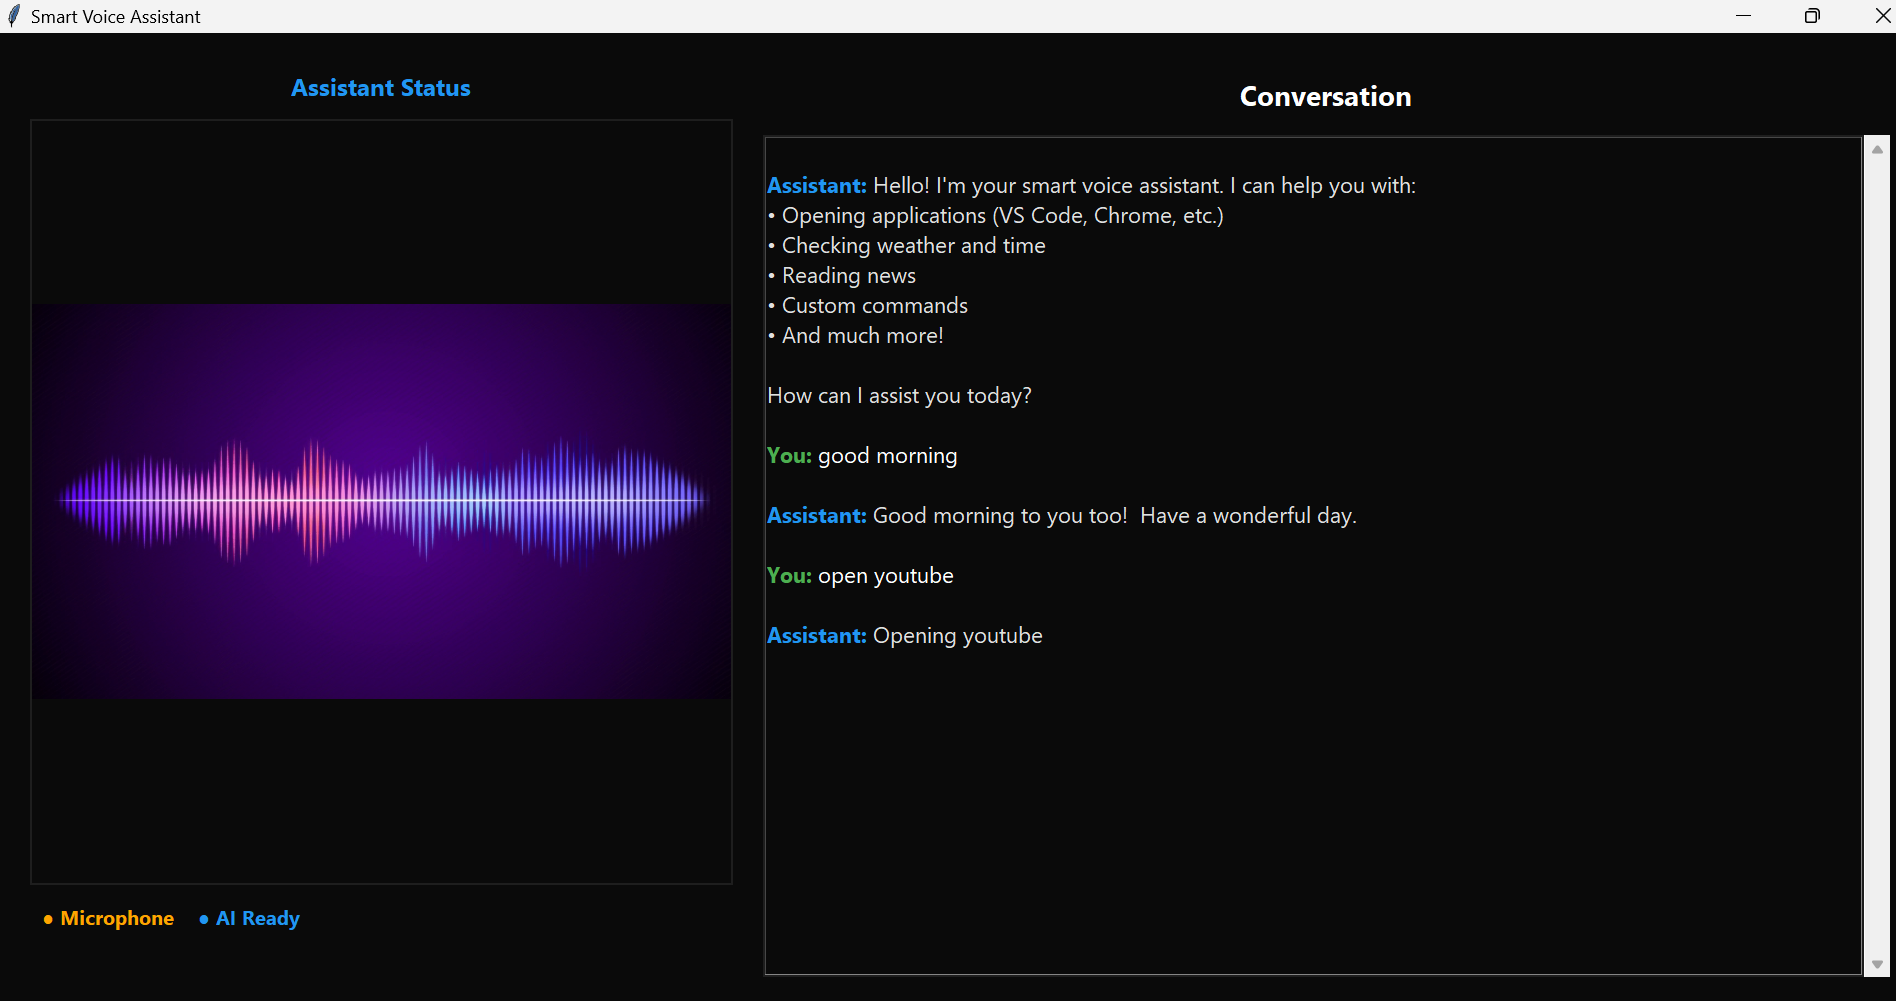 Smart Voice Assistant
Assistant Status
Conversation
Assistant: Hello! I'm your smart voice assistant. I can help you with:
• Opening applications (VS Code, Chrome, etc.)
• Checking weather and time
• Reading news
• Custom commands
• And much more!
How can I assist you today?
You: good morning
Assistant: Good morning to you too!  Have a wonderful day.
You: open youtube
Assistant: Opening youtube
● Microphone ● AI Ready